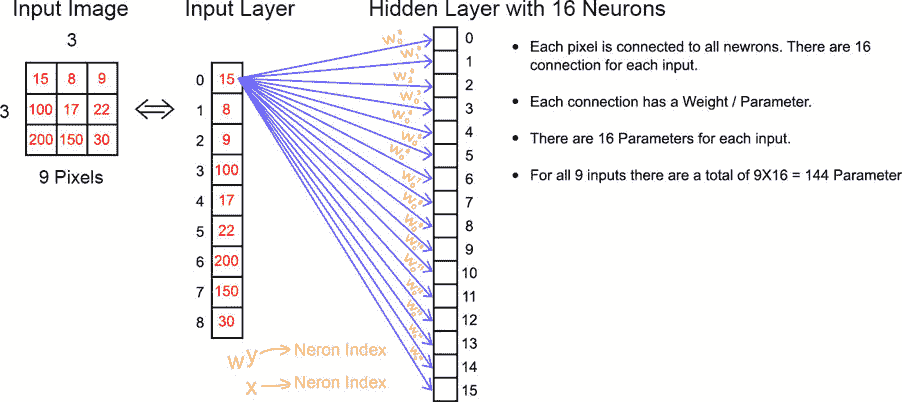 Input Image
Input Layer
Hidden Layer with 16 Neurons
3
3
15 8 9
100 17 22
200 150 30
9 Pixels
0 15
1 8
2 9
3 100
4 17
5 22
6 200
7 150
8 30
0
1
2
3
4
5
6
7
8
9
10
11
12
13
14
15
w y Neron Index
x Neron Index
• Each pixel is connected to all newrons. There are 16
connection for each input.
• Each connection has a Weight / Parameter.
• There are 16 Parameters for each input.
• For all 9 inputs there are a total of 9X16 = 144 Parameter